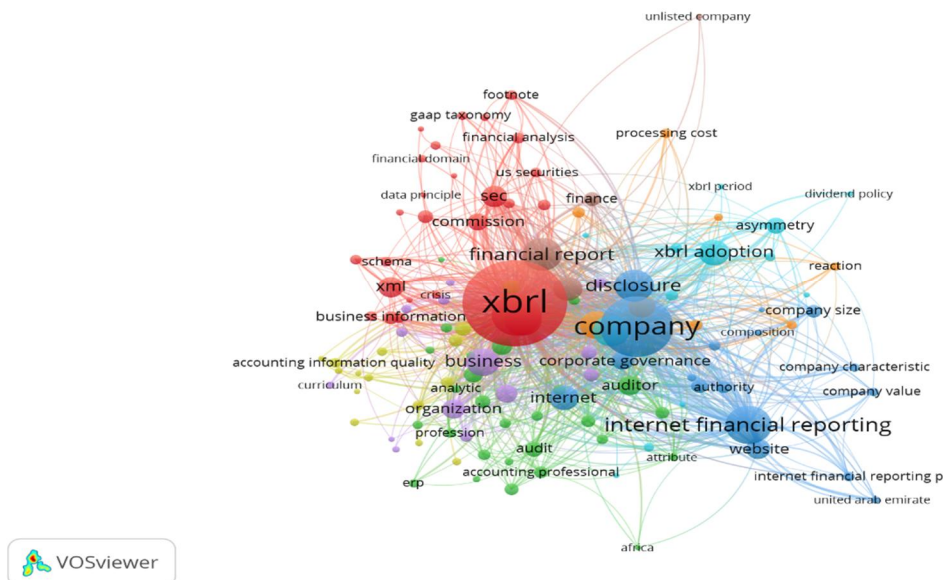 unlisted company
footnote
gaap taxonomy
processing cost
financial analysis
financial domain
us securities
xbrl period
data principle
sec
finance
dividend policy
commission
asymmetry
financial report
xbrl adoption
schema
reaction
xml
crisis
disclosure
xbrl
company size
business information
company
composition
accounting information quality
business
corporate governance
company characteristic
curriculum
analytic
auditor
authority
company value
internet
organization
internet financial reporting
profession
audit
website
attribute
accounting professional
internet financial reporting p
erp
united arab emirate
africa
VOSviewer